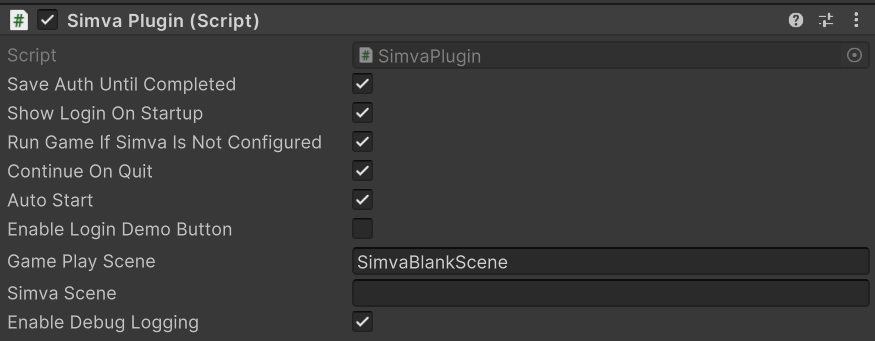 # Simva Plugin (Script)
Script # SimvaPlugin
Save Auth Until Completed
Show Login On Startup
Run Game If Simva Is Not Configured
Continue On Quit
Auto Start
Enable Login Demo Button
Game Play Scene SimvaBlankScene
Simva Scene
Enable Debug Logging